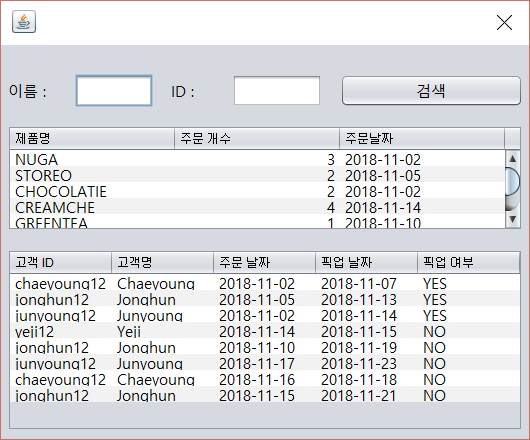 이름 : ID : 검색
제품명 주문 개수 주문날짜
NUGA 3 2018-11-02
STOREO 2 2018-11-05
CHOCOLATIE 2 2018-11-02
CREAMCHE 4 2018-11-14
GREENTEA 1 2018-11-10
고객 ID 고객명 주문 날짜 픽업 날짜 픽업 여부
chaeyoung12 Chaeyoung 2018-11-02 2018-11-07 YES
jonghun12 Jonghun 2018-11-05 2018-11-13 YES
junyoung12 Junyoung 2018-11-02 2018-11-14 YES
yeji12 Yeji 2018-11-14 2018-11-15 NO
jonghun12 Jonghun 2018-11-10 2018-11-19 NO
junyoung12 Junyoung 2018-11-17 2018-11-23 NO
chaeyoung12 Chaeyoung 2018-11-16 2018-11-18 NO
jonghun12 Jonghun 2018-11-15 2018-11-21 NO